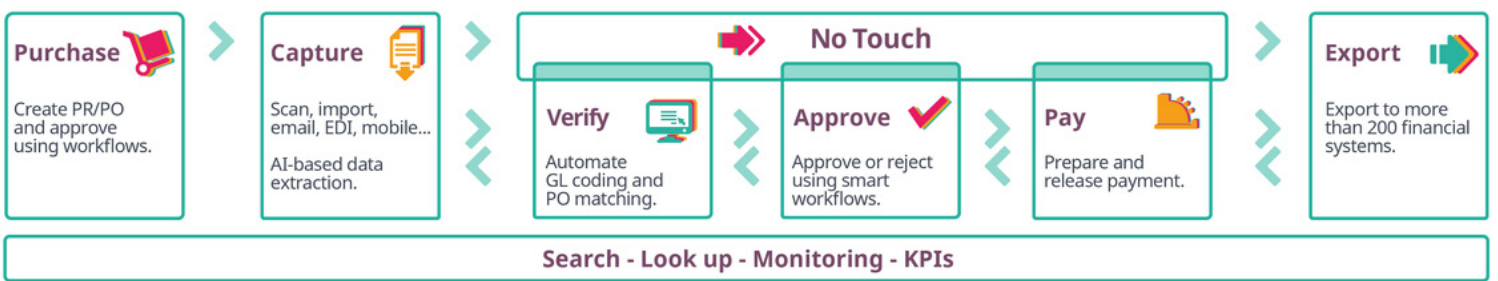 Purchase
Create PR/PO
and approve
using workflows.
Capture
Scan, import,
email, EDI, mobile...
AI-based data
extraction.
No Touch
Verify
Automate
GL coding and
PO matching.
Approve
Approve or reject
using smart
workflows.
Pay
Prepare and
release payment.
Export
Export to more
than 200 financial
systems.
Search - Look up - Monitoring - KPIs